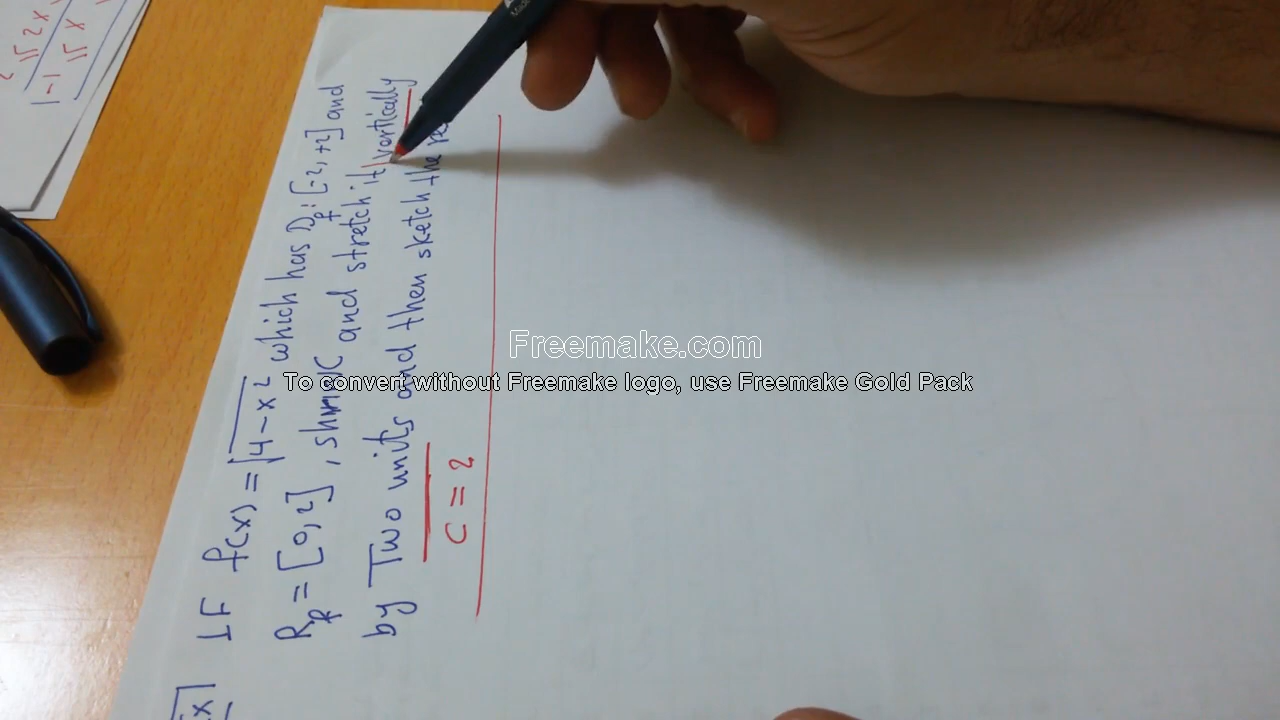 IF f(x) = √4-x² which has D_f: [-2, +2] and
R_f = [0, 2], shrink and stretch it vertically
by Two units and then sketch the
C = 2
Freemake.com
To convert without Freemake logo, use Freemake Gold Pack